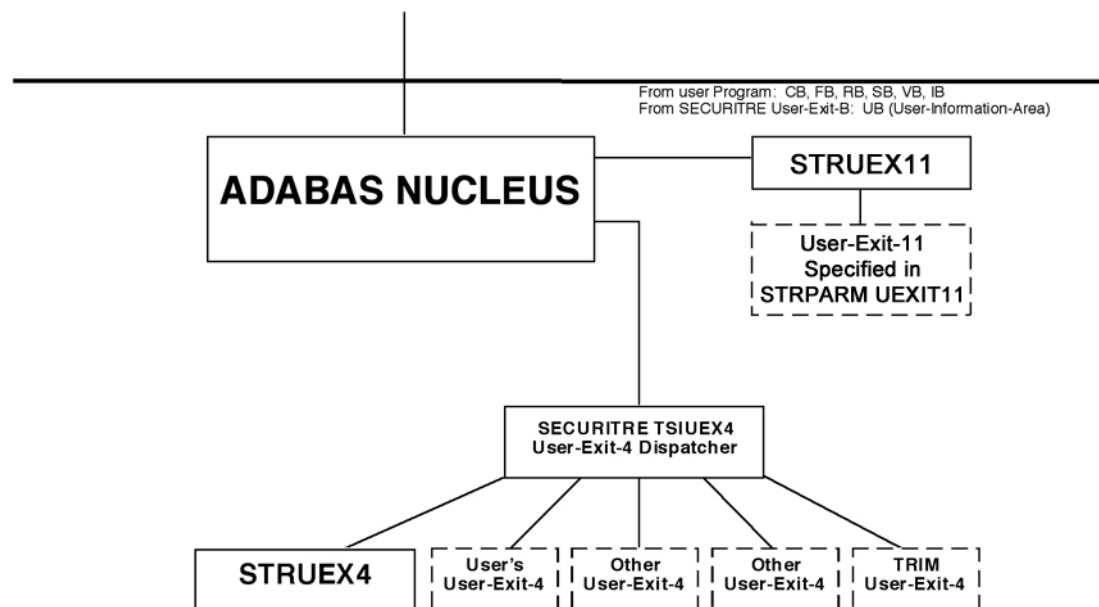 From user Program:  CB, FB, RB, SB, VB, IB
From SECURITRE User-Exit-B:  UB (User-Information-Area)
ADABAS NUCLEUS
STRUEX11
User-Exit-11
Specified in
STRPARM UEXIT11
SECURITRE TSIUEX4
User-Exit-4 Dispatcher
STRUEX4
User's
User-Exit-4
Other
User-Exit-4
Other
User-Exit-4
TRIM
User-Exit-4